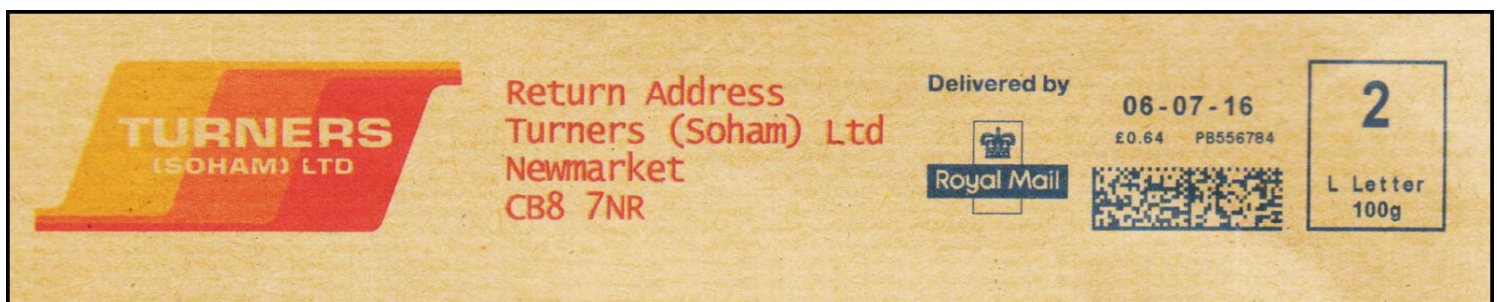 TURNERS
(SOHAM) LTD
Return Address
Turners (Soham) Ltd
Newmarket
CB8 7NR
Delivered by
Royal Mail
06-07-16
£0.64 PB556784
2
L Letter
100g